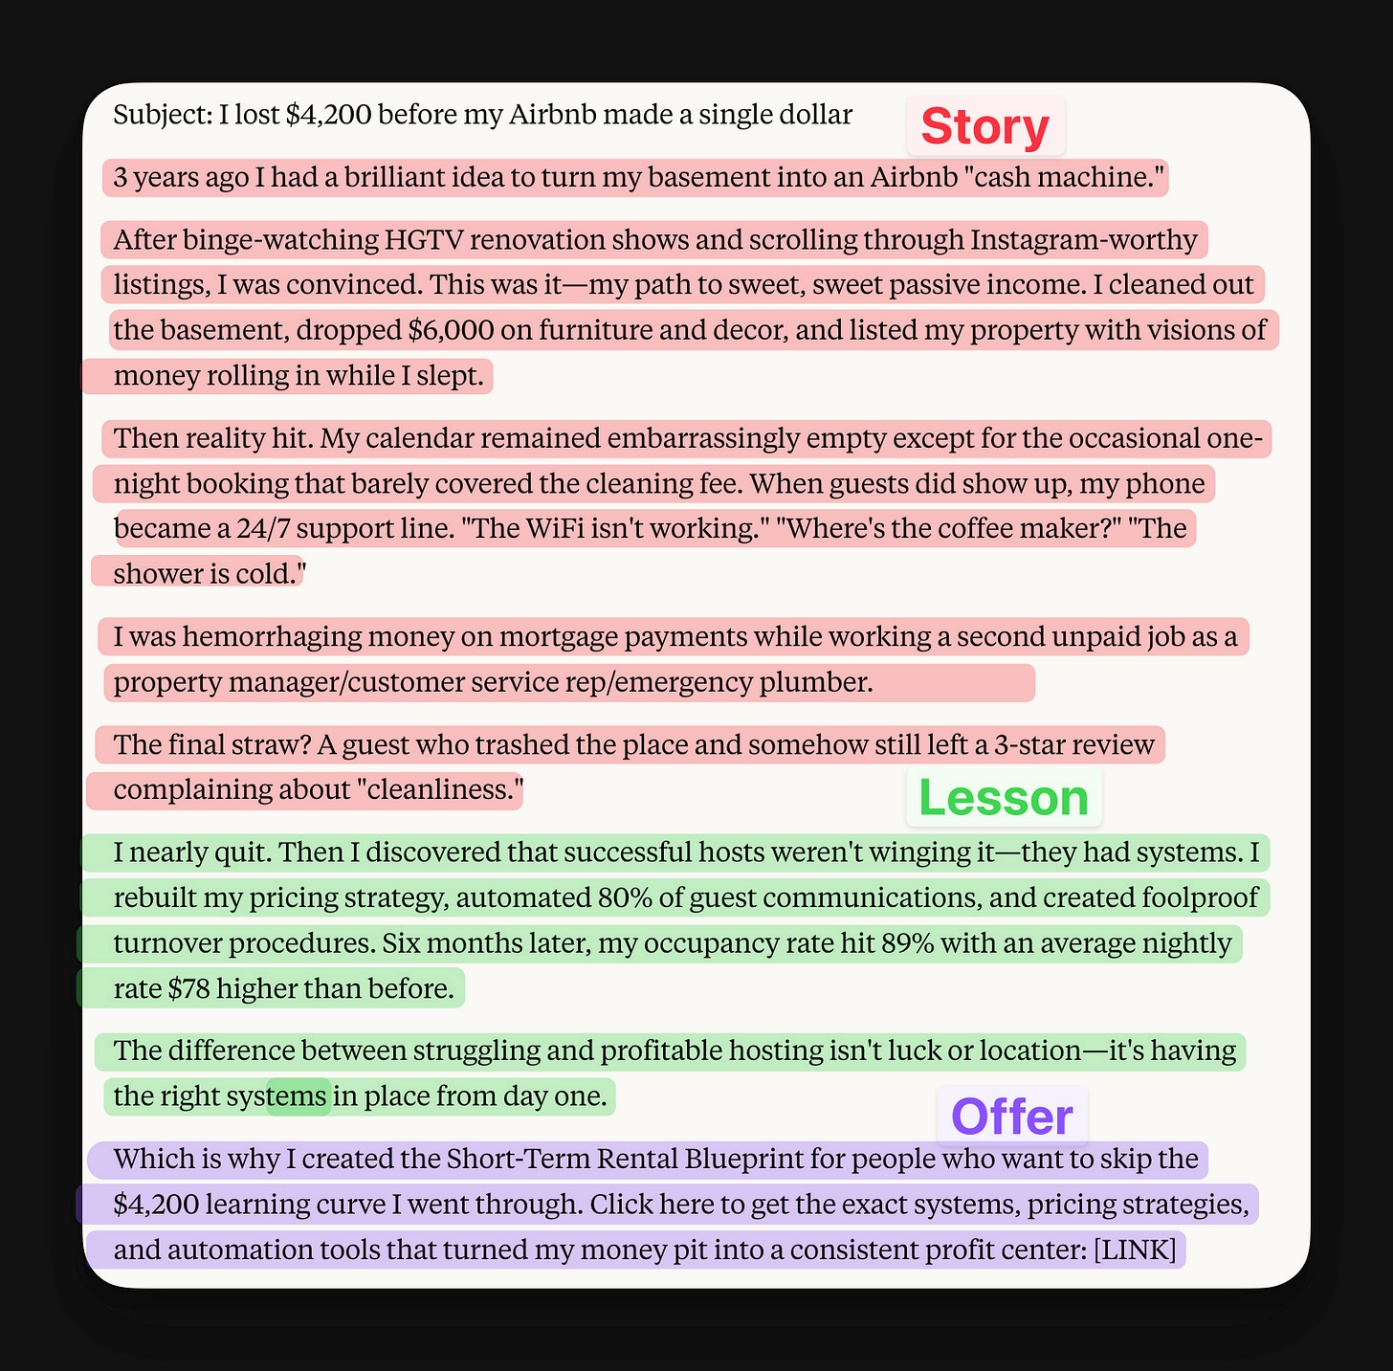 Subject: I lost $4,200 before my Airbnb made a single dollar
Story
3 years ago I had a brilliant idea to turn my basement into an Airbnb "cash machine."
After binge-watching HGTV renovation shows and scrolling through Instagram-worthy
listings, I was convinced. This was it—my path to sweet, sweet passive income. I cleaned out
the basement, dropped $6,000 on furniture and decor, and listed my property with visions of
money rolling in while I slept.
Then reality hit. My calendar remained embarrassingly empty except for the occasional one-
night booking that barely covered the cleaning fee. When guests did show up, my phone
became a 24/7 support line. "The WiFi isn't working." "Where's the coffee maker?" "The
shower is cold."
I was hemorrhaging money on mortgage payments while working a second unpaid job as a
property manager/customer service rep/emergency plumber.
The final straw? A guest who trashed the place and somehow still left a 3-star review
complaining about "cleanliness."
Lesson
I nearly quit. Then I discovered that successful hosts weren't winging it—they had systems. I
rebuilt my pricing strategy, automated 80% of guest communications, and created foolproof
turnover procedures. Six months later, my occupancy rate hit 89% with an average nightly
rate $78 higher than before.
The difference between struggling and profitable hosting isn't luck or location—it's having
the right systems in place from day one.
Offer
Which is why I created the Short-Term Rental Blueprint for people who want to skip the
$4,200 learning curve I went through. Click here to get the exact systems, pricing strategies,
and automation tools that turned my money pit into a consistent profit center: [LINK]